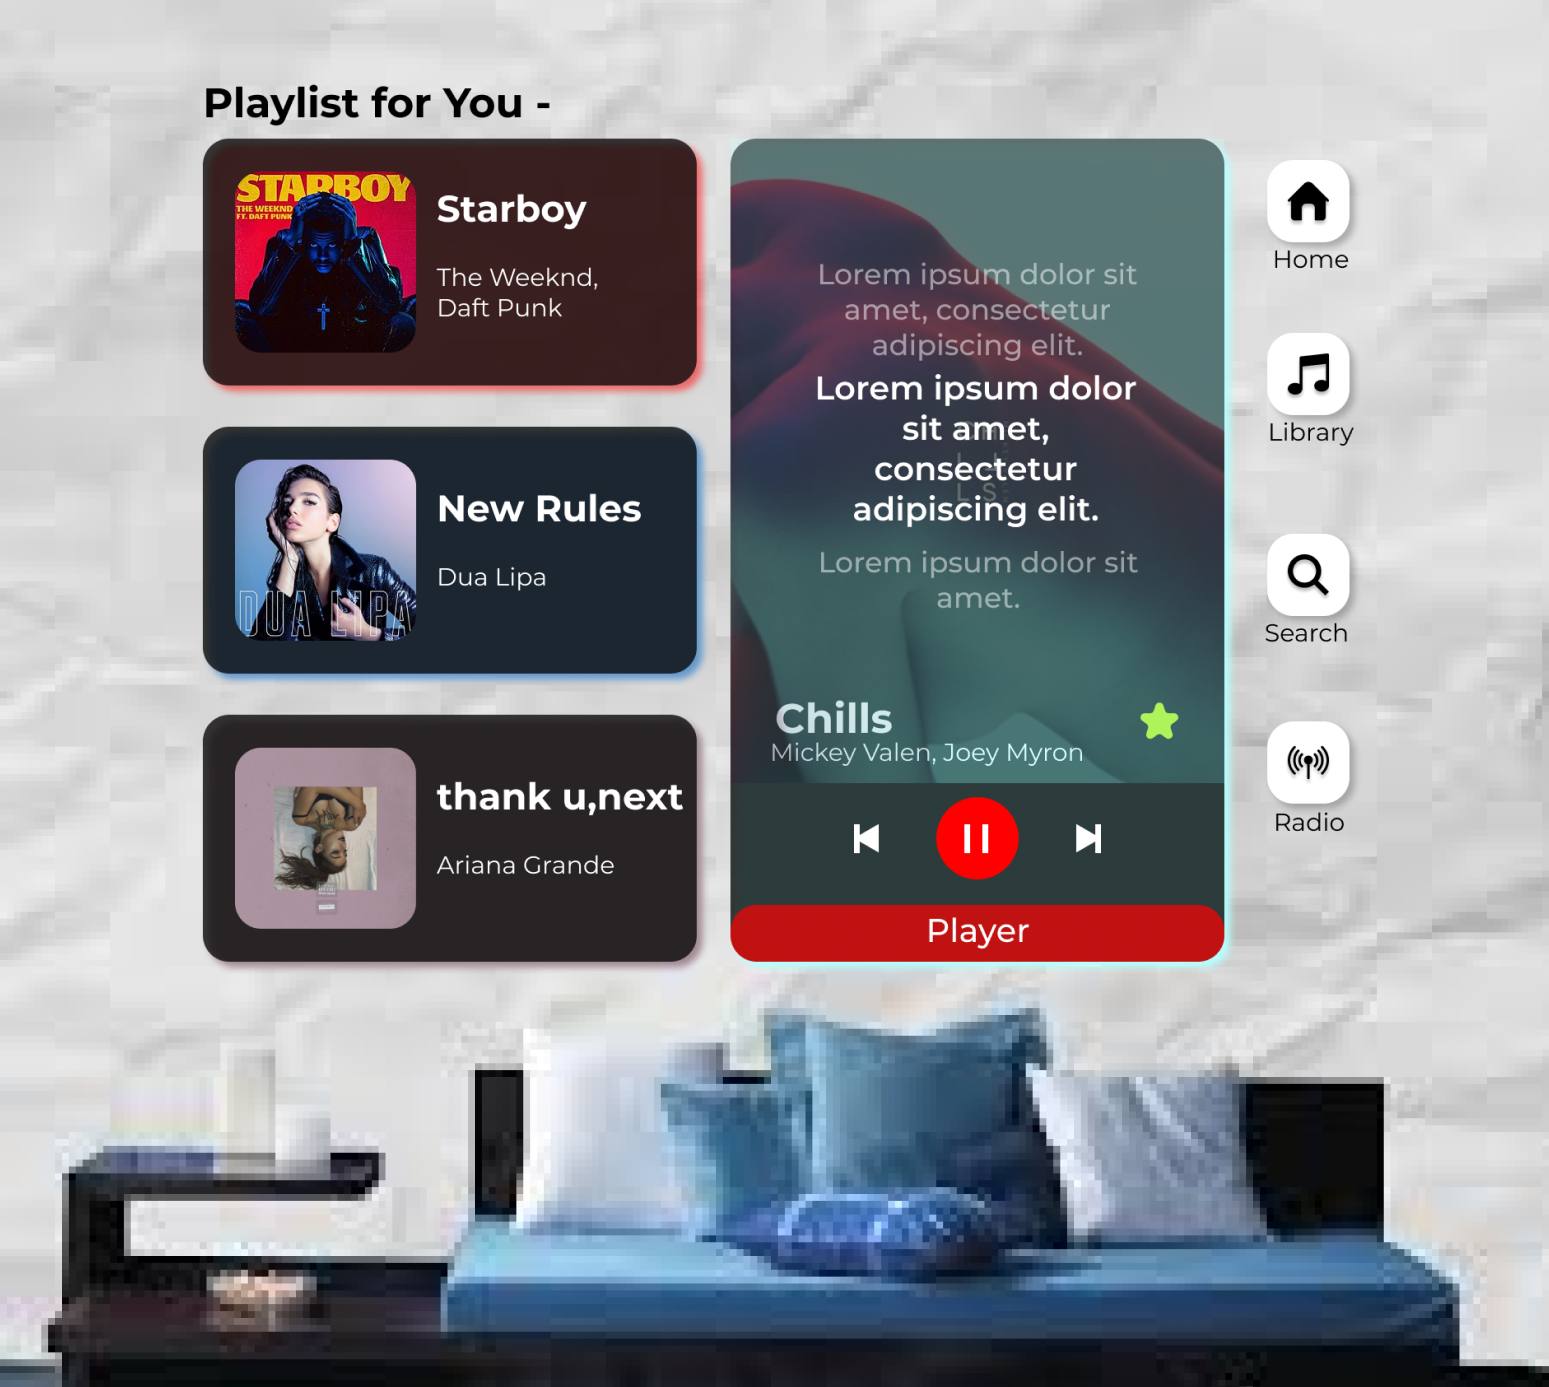 Playlist for You -
STARBOY
THE WEEKND
FT. DAFT PUNK
Starboy
The Weeknd,
Daft Punk
DUA LIPA
New Rules
Dua Lipa
thank u,next
Ariana Grande
Lorem ipsum dolor sit
amet, consectetur
adipiscing elit.
Lorem ipsum dolor
sit amet,
consectetur
adipiscing elit.
Lorem ipsum dolor sit
amet.
Chills
Mickey Valen, Joey Myron
Player
Home
Library
Search
Radio